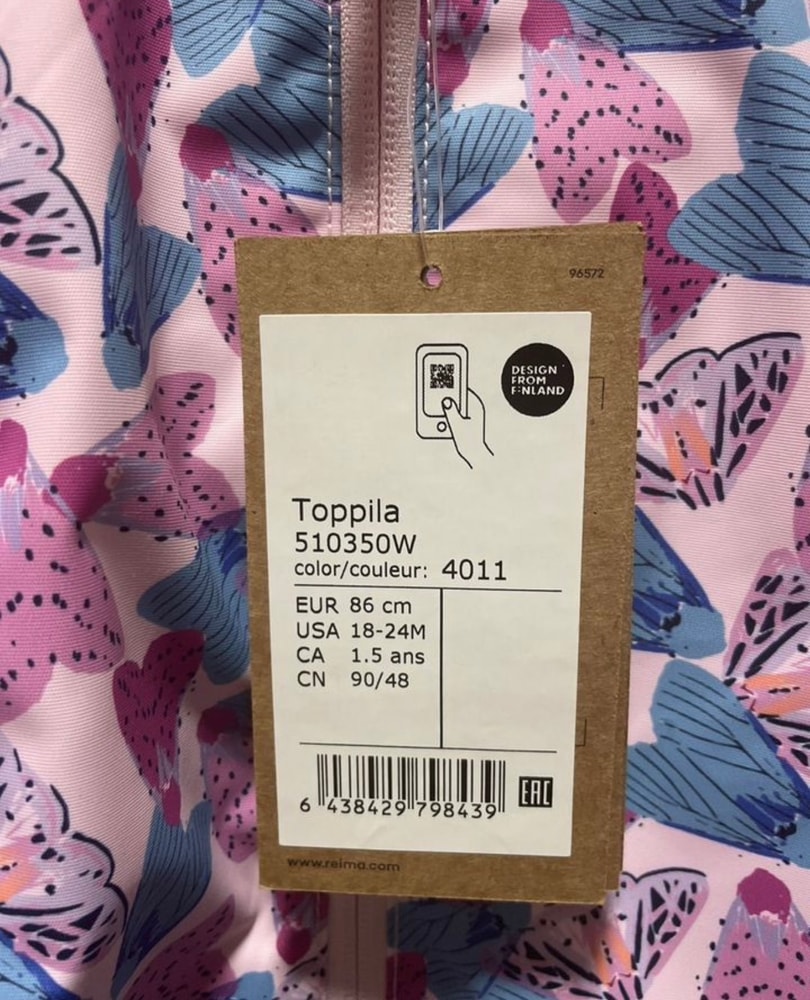 96572
DESIGN
FROM
FINLAND
Toppila
510350W
color/couleur: 4011
EUR 86 cm
USA 18-24M
CA 1.5 ans
CN 90/48
6 438429 798439
EAC
www.reima.com